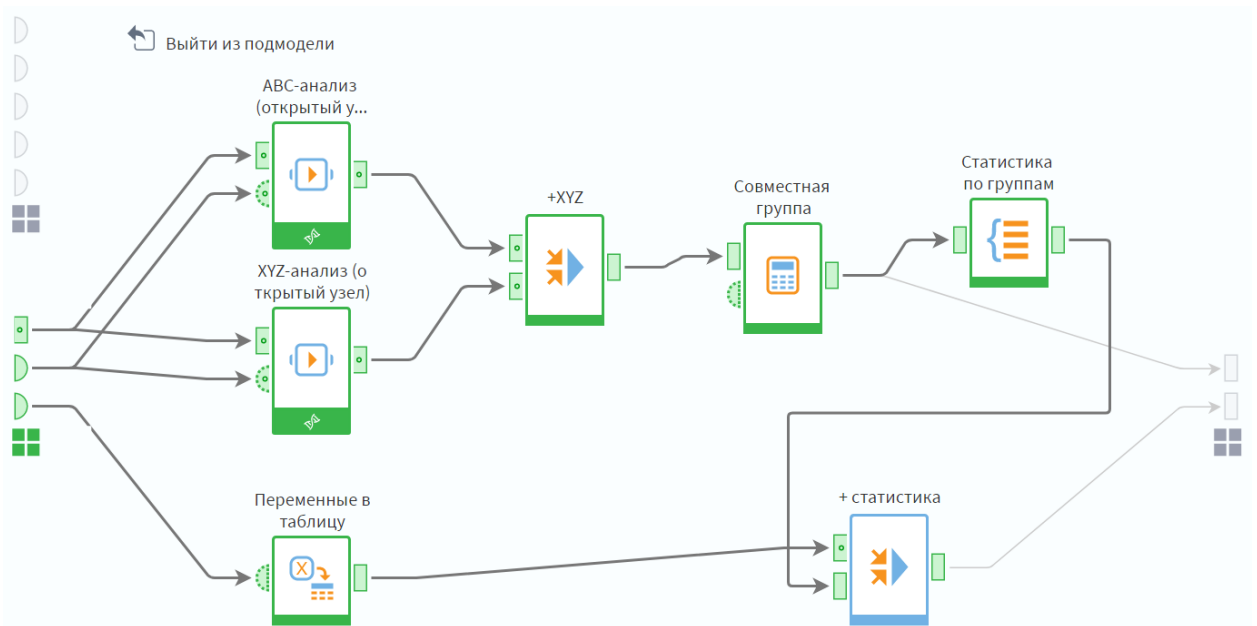 Выйти из подмодели
ABC-анализ
(открытый у...
XYZ-анализ (о
ткрытый узел)
+XYZ
Совместная
группа
Статистика
по группам
Переменные в
таблицу
X
+ статистика